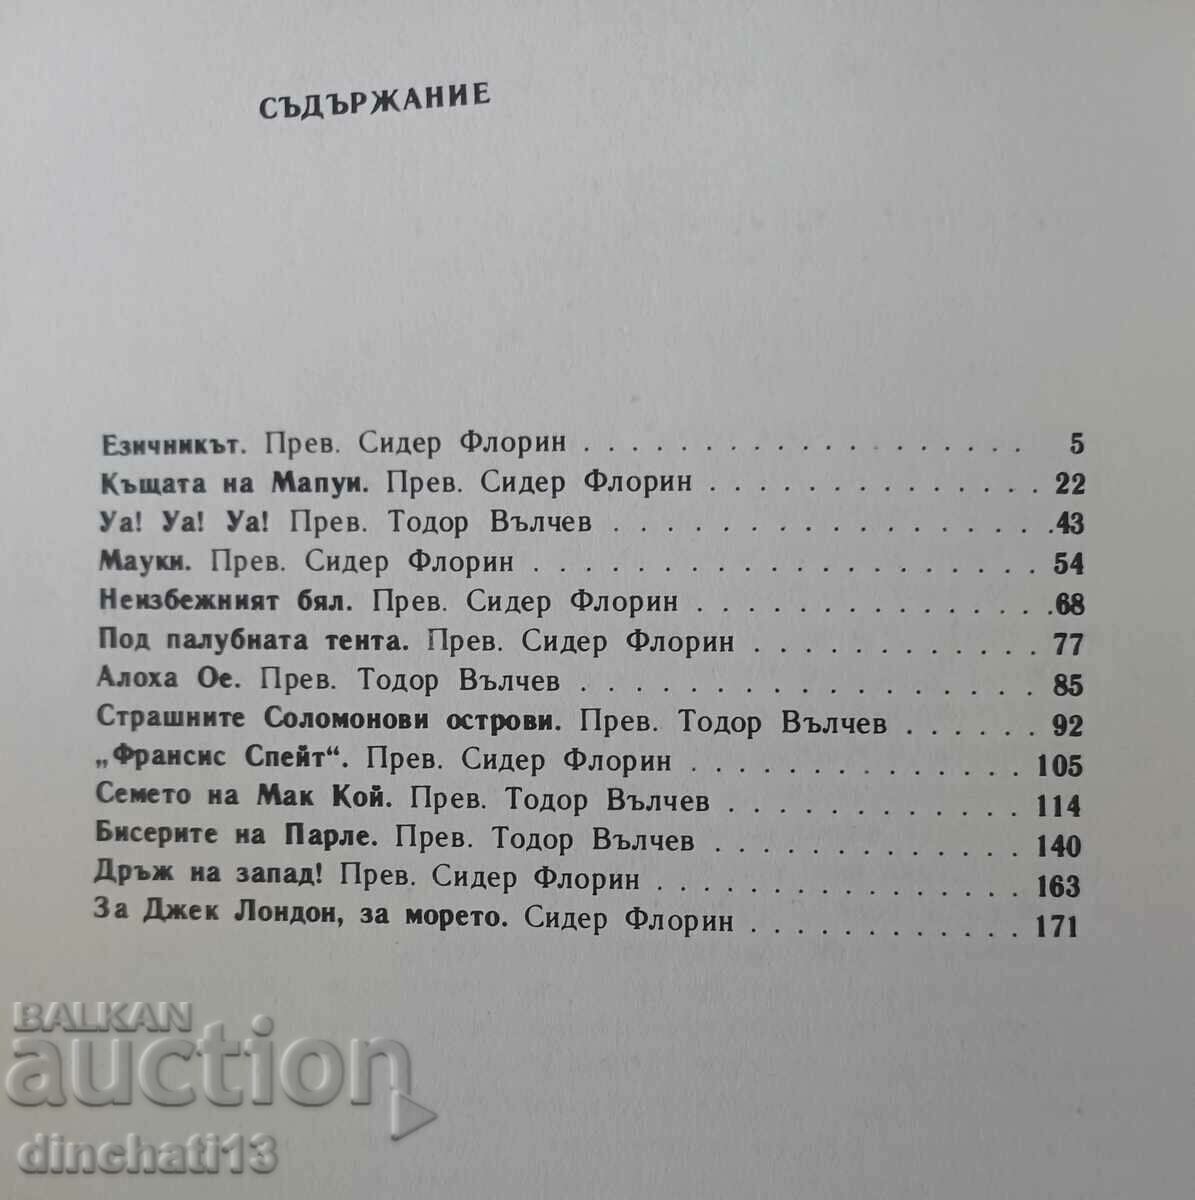 СЪДЪРЖАНИЕ
Езичникът. Прев. Сидер Флорин . . . . . . . . . . . . . . . . . . 5
Къщата на Мапуи. Прев. Сидер Флорин . . . . . . . . . . . . . . 22
Уа! Уа! Уа! Прев. Тодор Вълчев . . . . . . . . . . . . . . . . . . 43
Мауки. Прев. Сидер Флорин . . . . . . . . . . . . . . . . . . . . 54
Неизбежният бял. Прев. Сидер Флорин . . . . . . . . . . . . . . 68
Под палубната тента. Прев. Сидер Флорин . . . . . . . . . . . . 77
Алоха Ое. Прев. Тодор Вълчев . . . . . . . . . . . . . . . . . . 85
Страшните Соломонови острови. Прев. Тодор Вълчев . . . . . . 92
„Франсис Спейт“. Прев. Сидер Флорин . . . . . . . . . . . . . . 105
Семето на Мак Кой. Прев. Тодор Вълчев . . . . . . . . . . . . 114
Бисерите на Парле. Прев. Тодор Вълчев . . . . . . . . . . . . . 140
Дръж на запад! Прев. Сидер Флорин . . . . . . . . . . . . . . . 163
За Джек Лондон, за морето. Сидер Флорин . . . . . . . . . . . . 171
BALKAN
auction
dinchati13